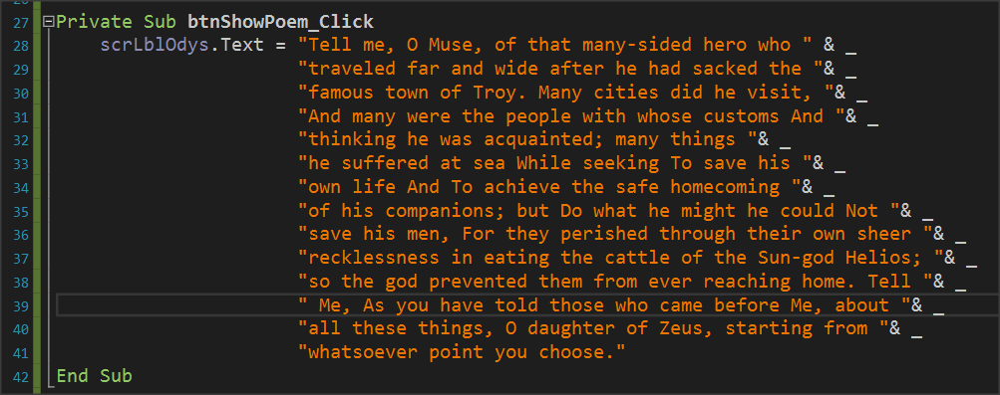 27 Private Sub btnShowPoem_Click
28 scrLblOdys.Text = "Tell me, O Muse, of that many-sided hero who " & _
29 "traveled far and wide after he had sacked the "& _
30 "famous town of Troy. Many cities did he visit, "& _
31 "And many were the people with whose customs And "& _
32 "thinking he was acquainted; many things "& _
33 "he suffered at sea While seeking To save his "& _
34 "own life And To achieve the safe homecoming "& _
35 "of his companions; but Do what he might he could Not "& _
36 "save his men, For they perished through their own sheer "& _
37 "recklessness in eating the cattle of the Sun-god Helios; "& _
38 "so the god prevented them from ever reaching home. Tell "& _
39 " Me, As you have told those who came before Me, about "& _
40 "all these things, O daughter of Zeus, starting from "& _
41 "whatsoever point you choose."
42 End Sub